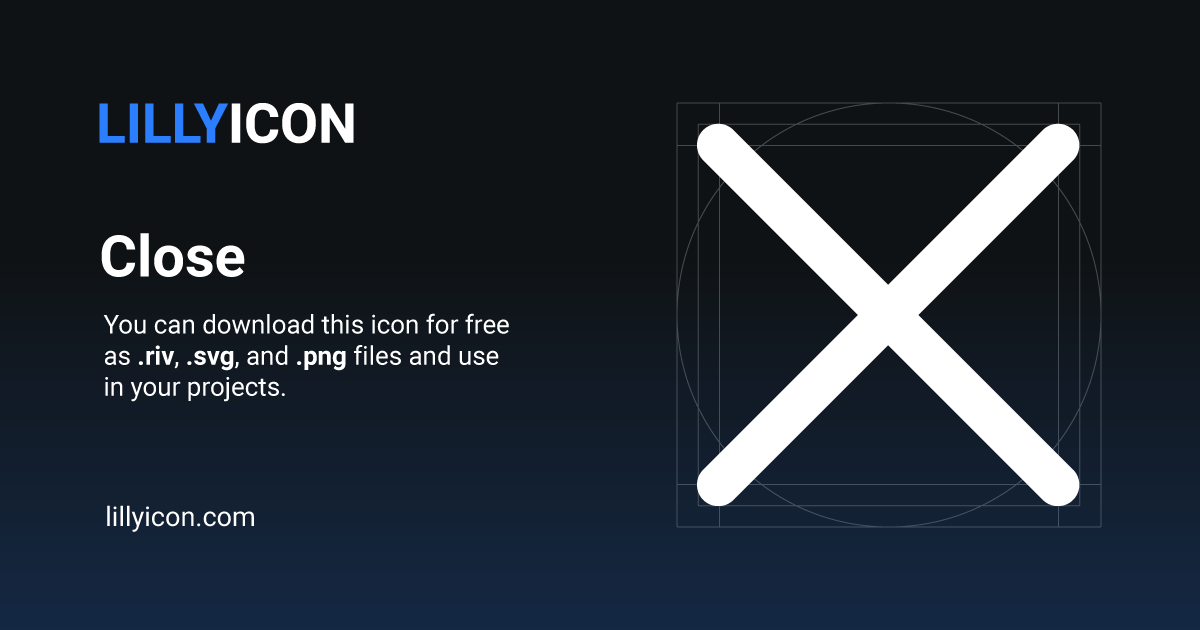 LILLYICON
Close
You can download this icon for free
as .riv, .svg, and .png files and use
in your projects.
lillyicon.com